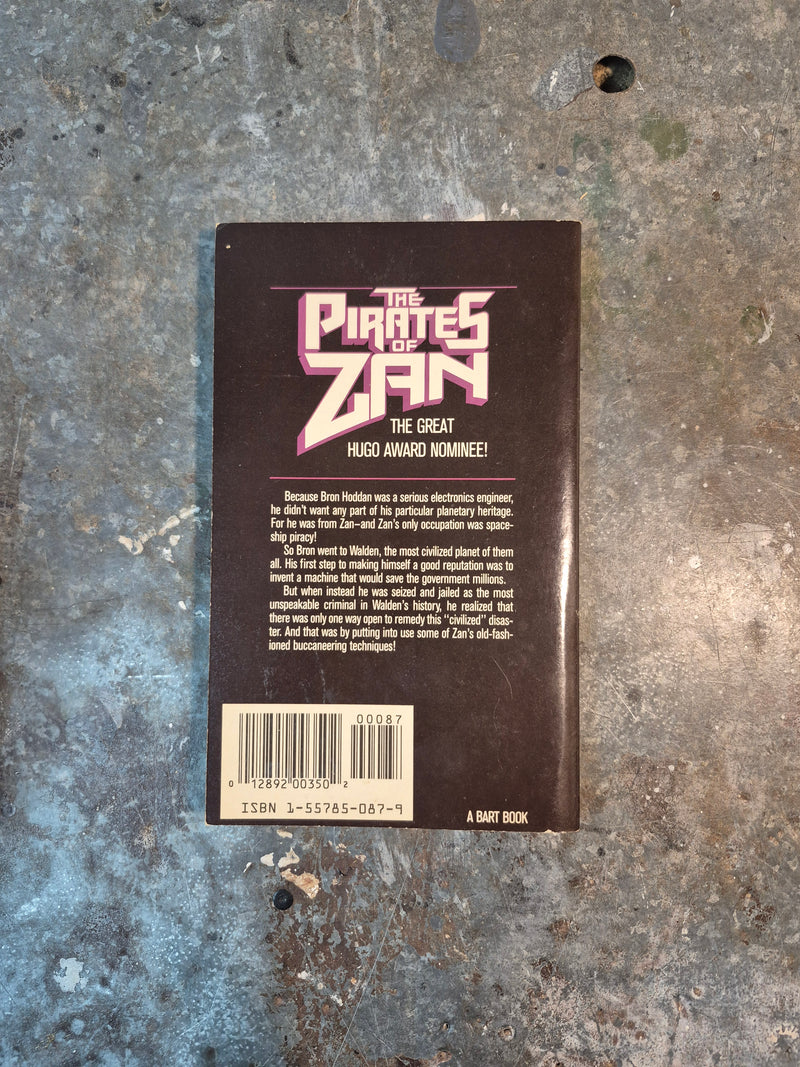 THE
PIRATES
OF
ZAN
THE GREAT
HUGO AWARD NOMINEE!
Because Bron Hoddan was a serious electronics engineer,
he didn't want any part of his particular planetary heritage.
For he was from Zan—and Zan's only occupation was space-
ship piracy!
So Bron went to Walden, the most civilized planet of them
all. His first step to making himself a good reputation was to
invent a machine that would save the government millions.
But when instead he was seized and jailed as the most
unspeakable criminal in Walden's history, he realized that
there was only one way open to remedy this "civilized" disas-
ter. And that was by putting into use some of Zan's old-fash-
ioned buccaneering techniques!
00087
0 12892 00350 2
ISBN 1-55785-087-9
A BART BOOK